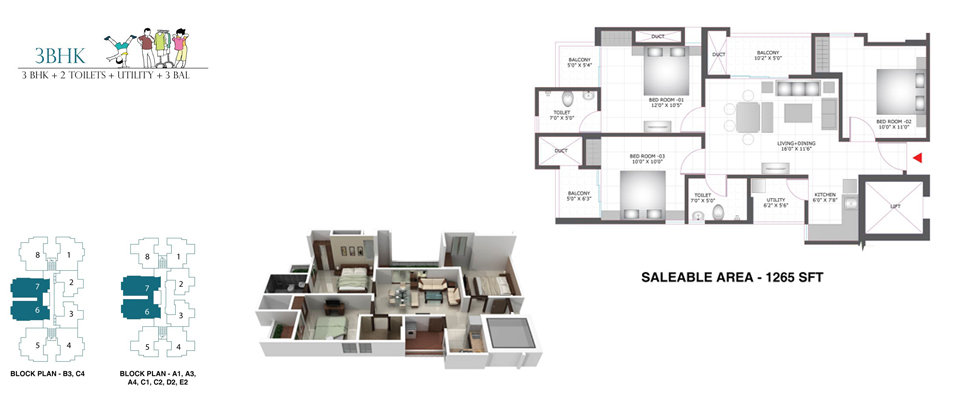 3BHK
3 BHK + 2 TOILETS + UTILITY + 3 BAL
DUCT
BALCONY
5'0" X 5'4"
BED ROOM -01
12'0" X 10'5"
TOILET
7'0" X 5'0"
DUCT
BALCONY
10'2" X 5'0"
BED ROOM -02
10'0" X 11'0"
LIVING+DINING
16'0" X 11'6"
DUCT
BED ROOM -03
10'0" X 10'0"
BALCONY
5'0" X 6'3"
TOILET
7'0" X 5'0"
UTILITY
6'2" X 5'6"
KITCHEN
6'0" X 7'8"
LIFT
SALEABLE AREA - 1265 SFT
8 1
2
7
6
3
5 4
BLOCK PLAN - B3, C4
8 1
2
7
6
3
5 4
BLOCK PLAN - A1, A3,
A4, C1, C2, D2, E2